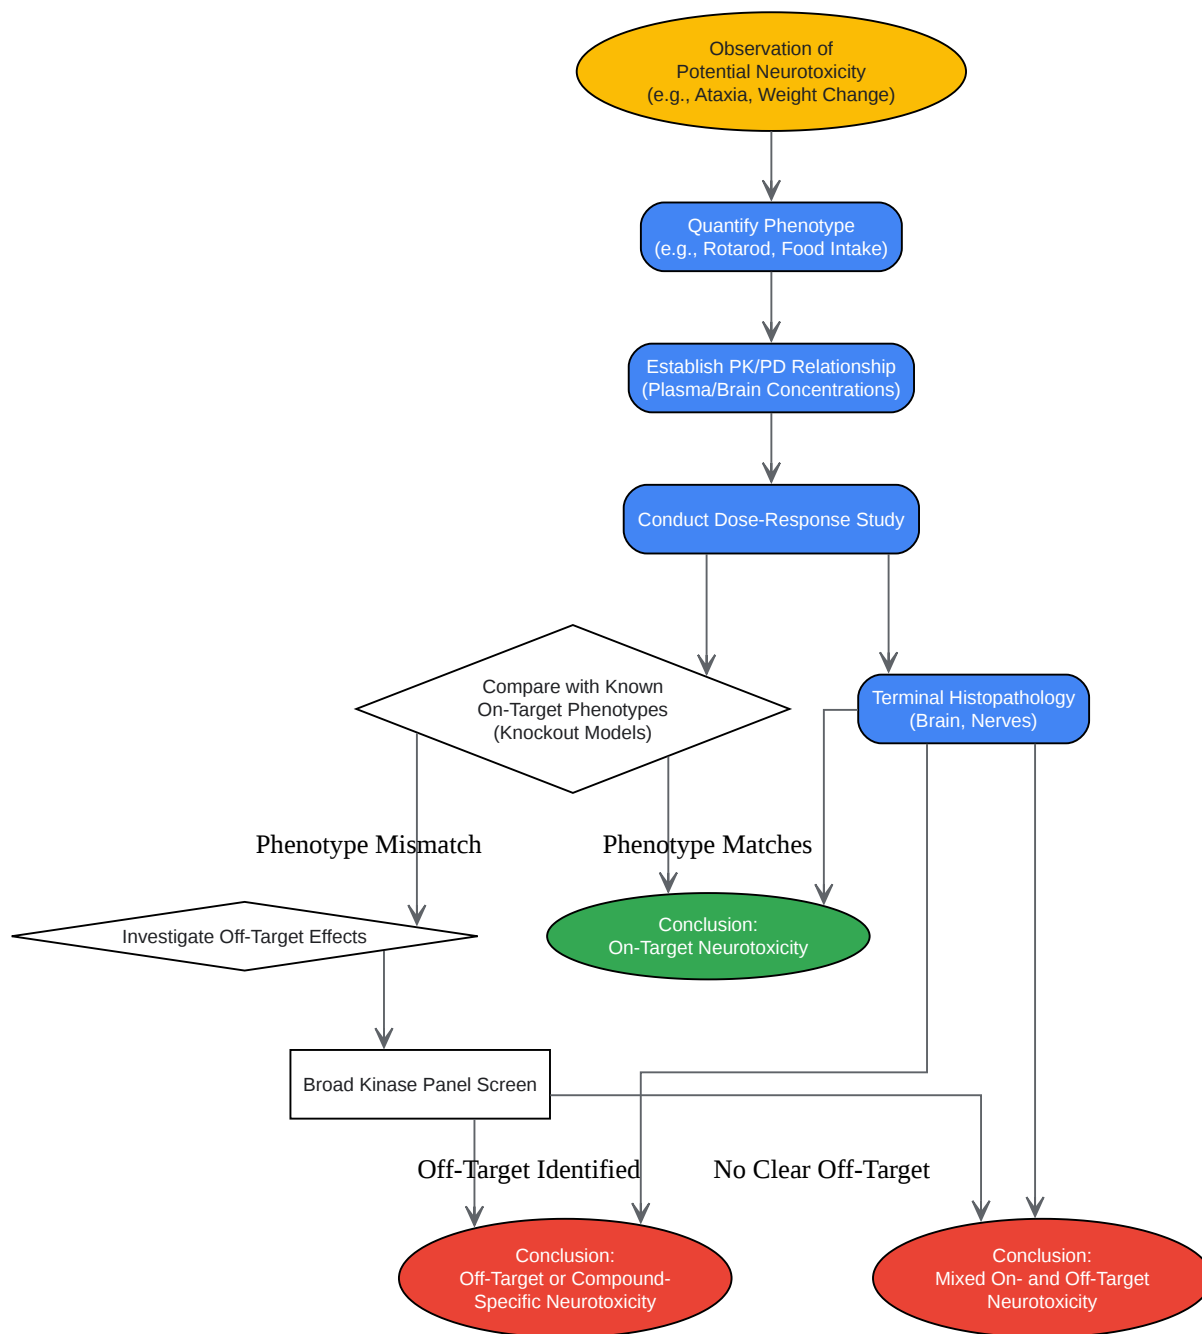 Observation of
Potential Neurotoxicity
(e.g., Ataxia, Weight Change)
Quantify Phenotype
(e.g., Rotarod, Food Intake)
Establish PK/PD Relationship
(Plasma/Brain Concentrations)
Conduct Dose-Response Study
Compare with Known
On-Target Phenotypes
(Knockout Models)
Terminal Histopathology
(Brain, Nerves)
Phenotype Mismatch
Phenotype Matches
Investigate Off-Target Effects
Conclusion:
On-Target Neurotoxicity
Broad Kinase Panel Screen
Off-Target Identified
No Clear Off-Target
Conclusion:
Off-Target or Compound-
Specific Neurotoxicity
Conclusion:
Mixed On- and Off-Target
Neurotoxicity